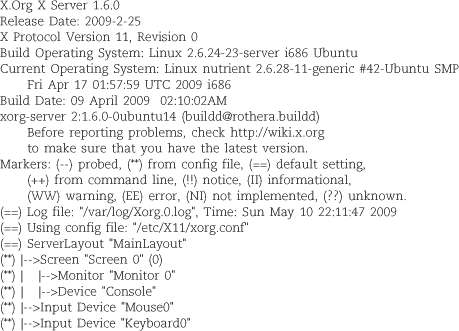 X.Org X Server 1.6.0
Release Date: 2009-2-25
X Protocol Version 11, Revision 0
Build Operating System: Linux 2.6.24-23-server i686 Ubuntu
Current Operating System: Linux nutrient 2.6.28-11-generic #42-Ubuntu SMP
Fri Apr 17 01:57:59 UTC 2009 i686
Build Date: 09 April 2009  02:10:02AM
xorg-server 2:1.6.0-0ubuntu14 (buildd@rothera.buildd)
Before reporting problems, check http://wiki.x.org
to make sure that you have the latest version.
Markers: (--) probed, (**) from config file, (==) default setting,
(++) from command line, (!!) notice, (II) informational,
(WW) warning, (EE) error, (NI) not implemented, (??) unknown.
(==) Log file: "/var/log/Xorg.0.log", Time: Sun May 10 22:11:47 2009
(==) Using config file: "/etc/X11/xorg.conf"
(==) ServerLayout "MainLayout"
(**) |-->Screen "Screen 0" (0)
(**) |   |-->Monitor "Monitor 0"
(**) |   |-->Device "Console"
(**) |-->Input Device "Mouse0"
(**) |-->Input Device "Keyboard0"